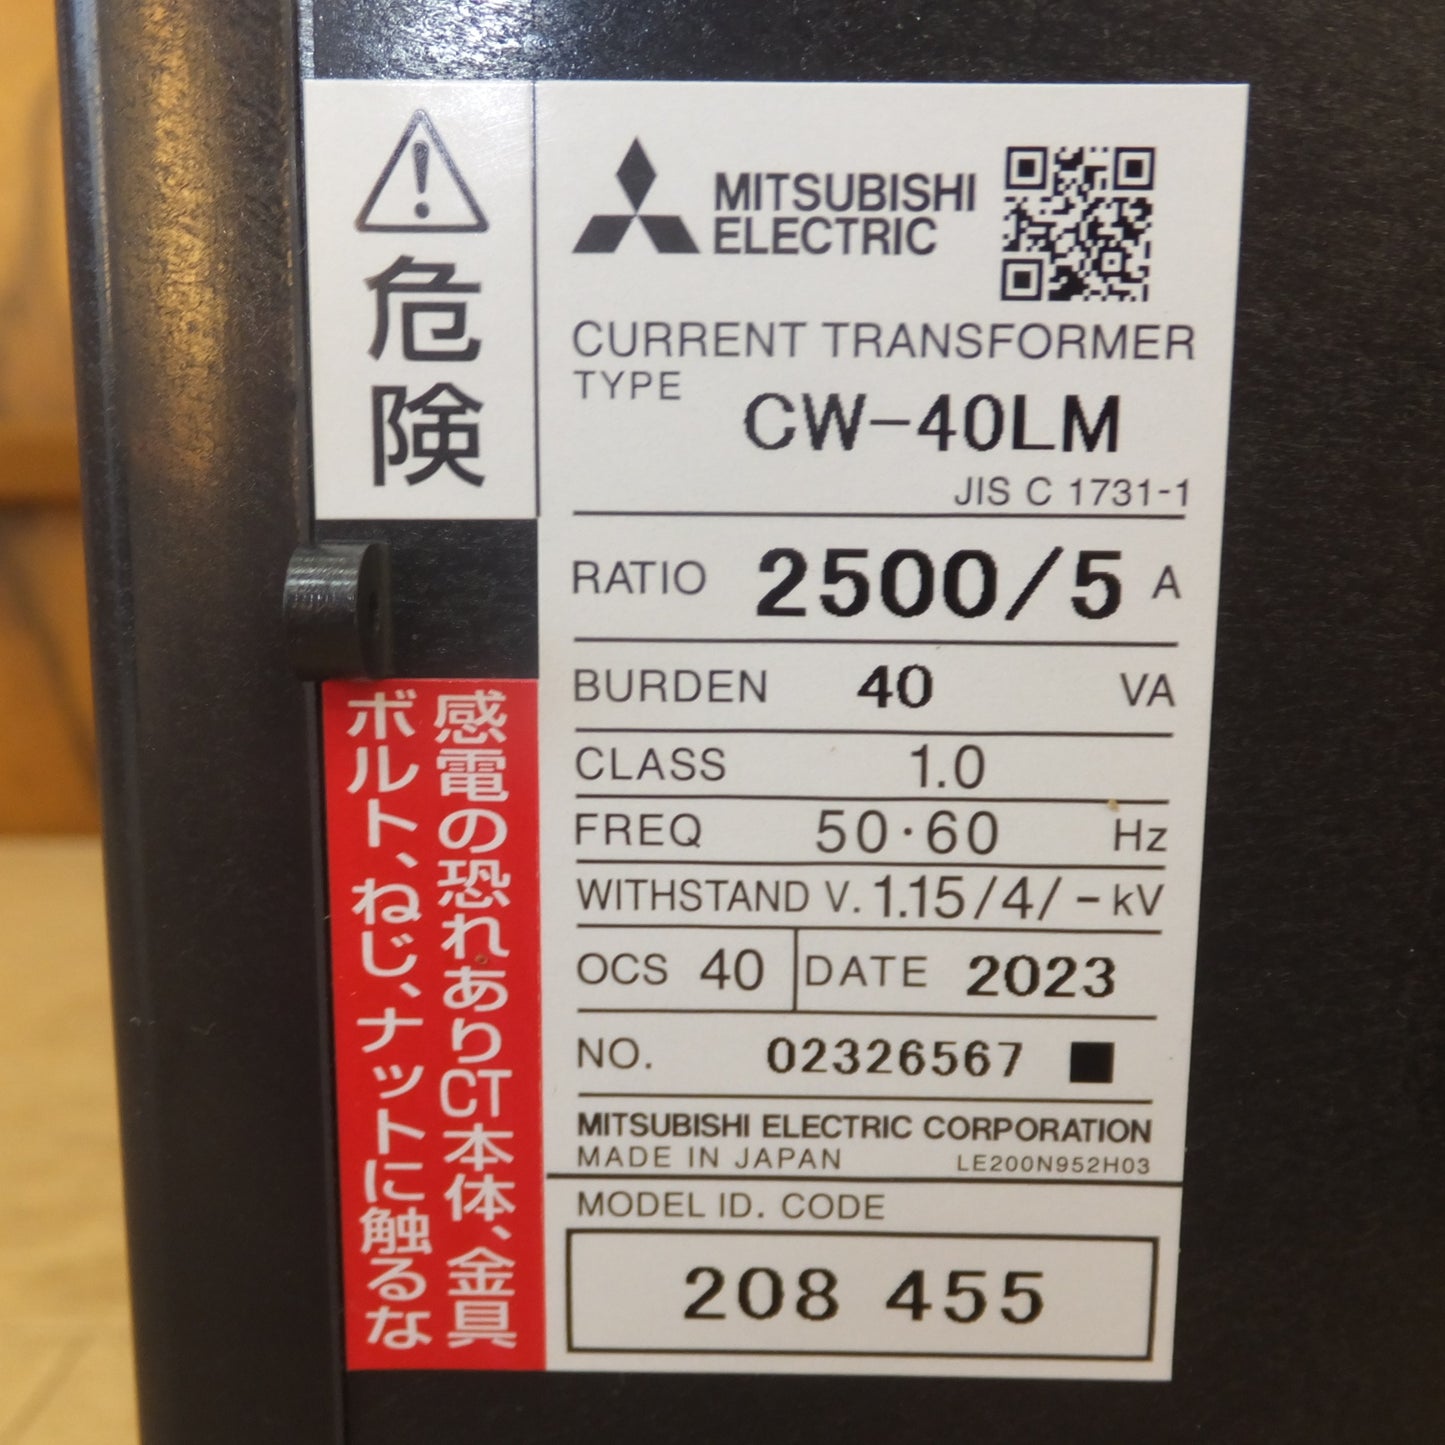 危険
感電の恐れありCT本体、金具
ボルト、ねじ、ナットに触るな
MITSUBISHI
ELECTRIC
CURRENT TRANSFORMER
TYPE CW-40LM
JIS C 1731-1
RATIO 2500/5 A
BURDEN 40 VA
CLASS 1.0
FREQ 50・60 Hz
WITHSTAND V. 1.15/4/- kV
OCS 40 DATE 2023
NO. 02326567 ■
MITSUBISHI ELECTRIC CORPORATION
MADE IN JAPAN LE200N952H03
MODEL ID. CODE
208 455